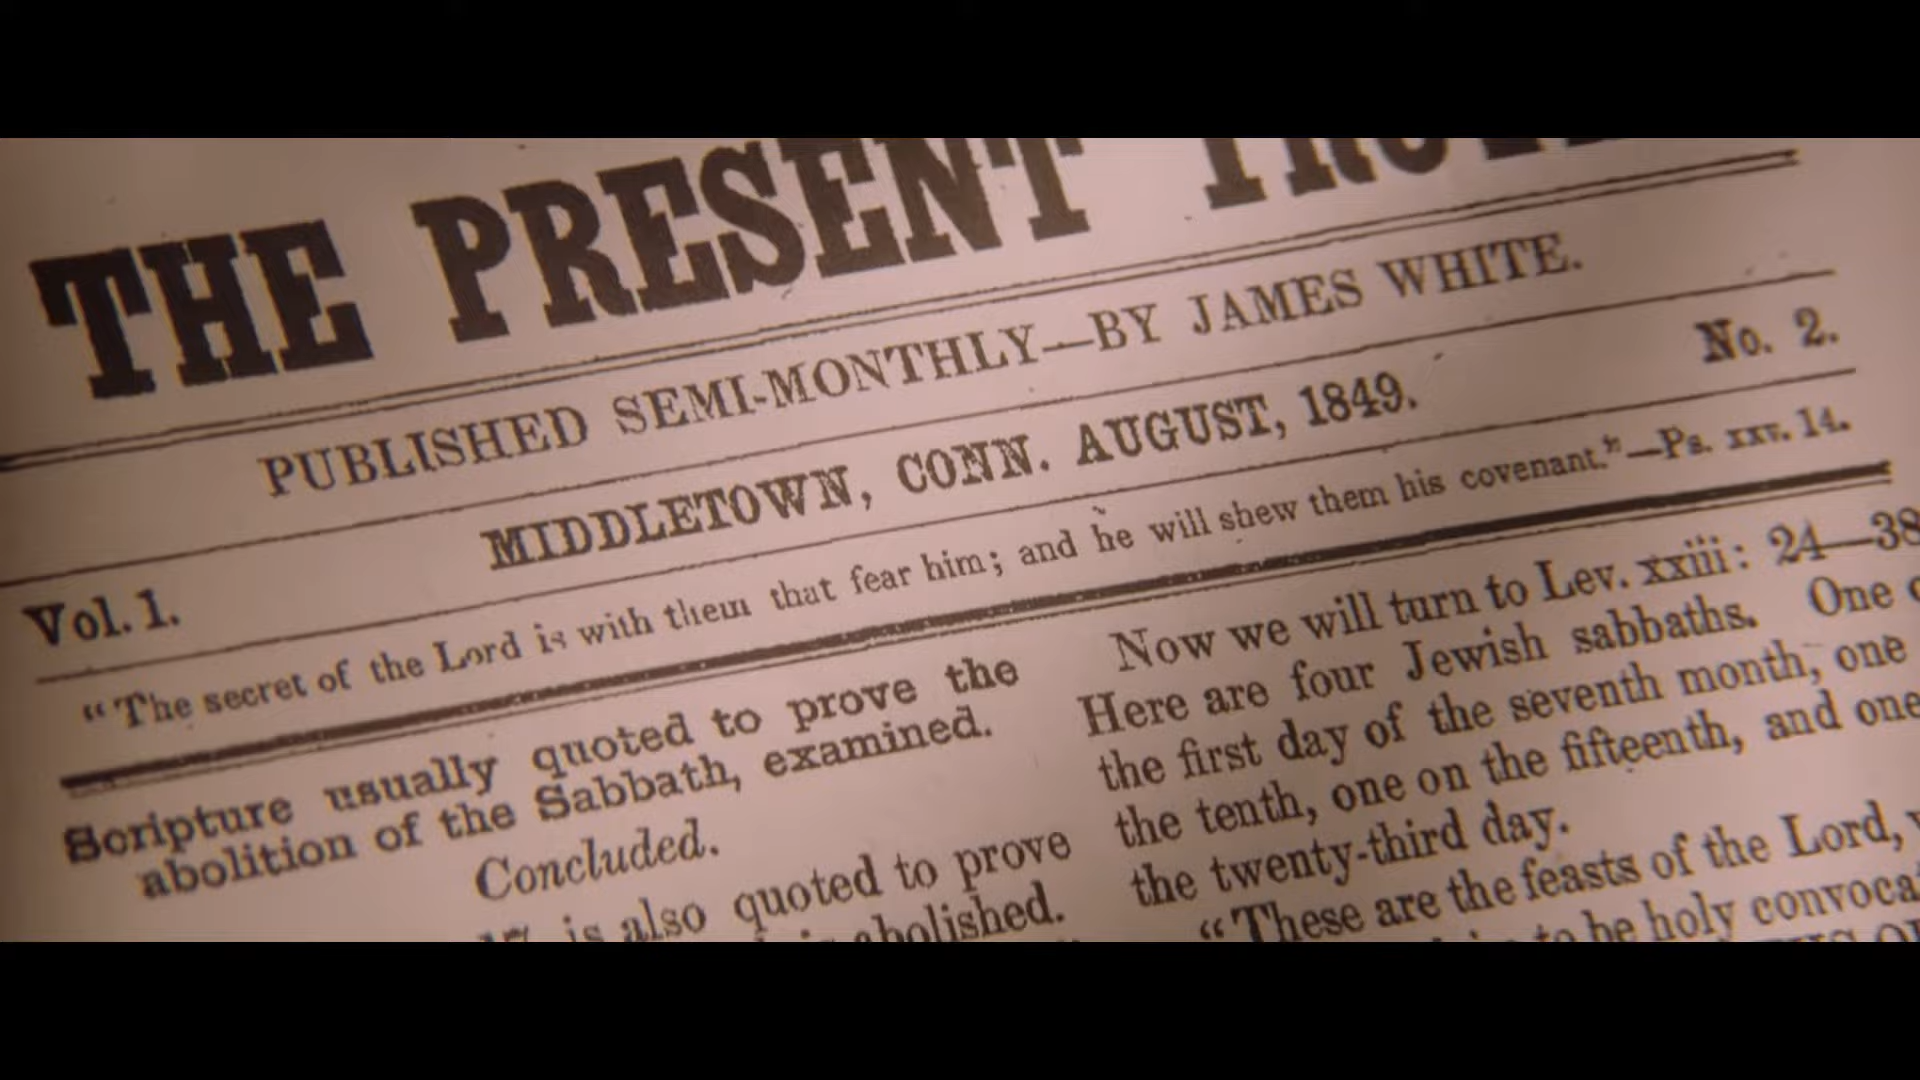 THE PRESENT TRUTH
PUBLISHED SEMI-MONTHLY—BY JAMES WHITE.
Vol. 1. MIDDLETOWN, CONN. AUGUST, 1849. No. 2.
“The secret of the Lord is with them that fear him; and he will shew them his covenant.”—Ps. xxv. 14.
Scripture usually quoted to prove the
abolition of the Sabbath, examined.
Concluded.
is also quoted to prove
abolished.
Now we will turn to Lev. xxiii: 24—38
Here are four Jewish sabbaths. One
the first day of the seventh month, one
the tenth, one on the fifteenth, and one
the twenty-third day.
“These are the feasts of the Lord,
to be holy